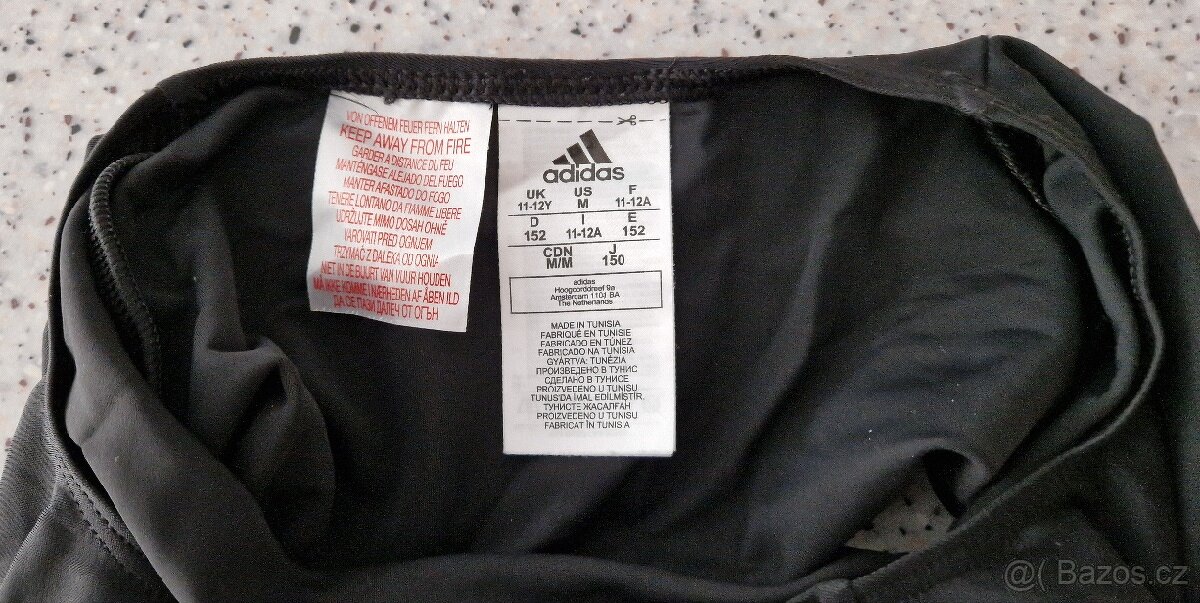 VON OFFENEM FEUER FERN HALTEN
KEEP AWAY FROM FIRE
GARDER A DISTANCE DU FEU
MANTÉNGASE ALEJADO DEL FUEGO
MANTER AFASTADO DO FOGO
TENERE LONTANO DA FIAMME LIBERE
UDRŽUJTE MIMO DOSAH OHNĚ
VAROVATI PRED OGNJEM
TRZYMAĆ Z DALEKA OD OGNIA
NIET IN DE BUURT VAN VUUR HOUDEN
MÅ IKKE KOMME I NÆRHEDEN AF ÅBEN ILD
ДА СЕ ПАЗИ ДАЛЕЧ ОТ ОГЪН
adidas
UK US F
11-12Y M 11-12A
D I E
152 11-12A 152
CDN J
M/M 150
adidas
Hoogoorddreef 9a
Amsterdam 1101 BA
The Netherlands
MADE IN TUNISIA
FABRIQUÉ EN TUNISIE
FABRICADO EN TÚNEZ
FABRICADO NA TUNÍSIA
GYÁRTVA: TUNÉZIA
ПРОИЗВЕДЕНО В ТУНИС
СДЕЛАНО В ТУНИСЕ
PROIZVEDENO U TUNISU
TUNUS'DA İMAL EDİLMİŞTİR.
ТУНИСТЕ ЖАСАЛҒАН
PROIZVEDENO U TUNISU
FABRICAT ÎN TUNISIA
@( Bazos.cz